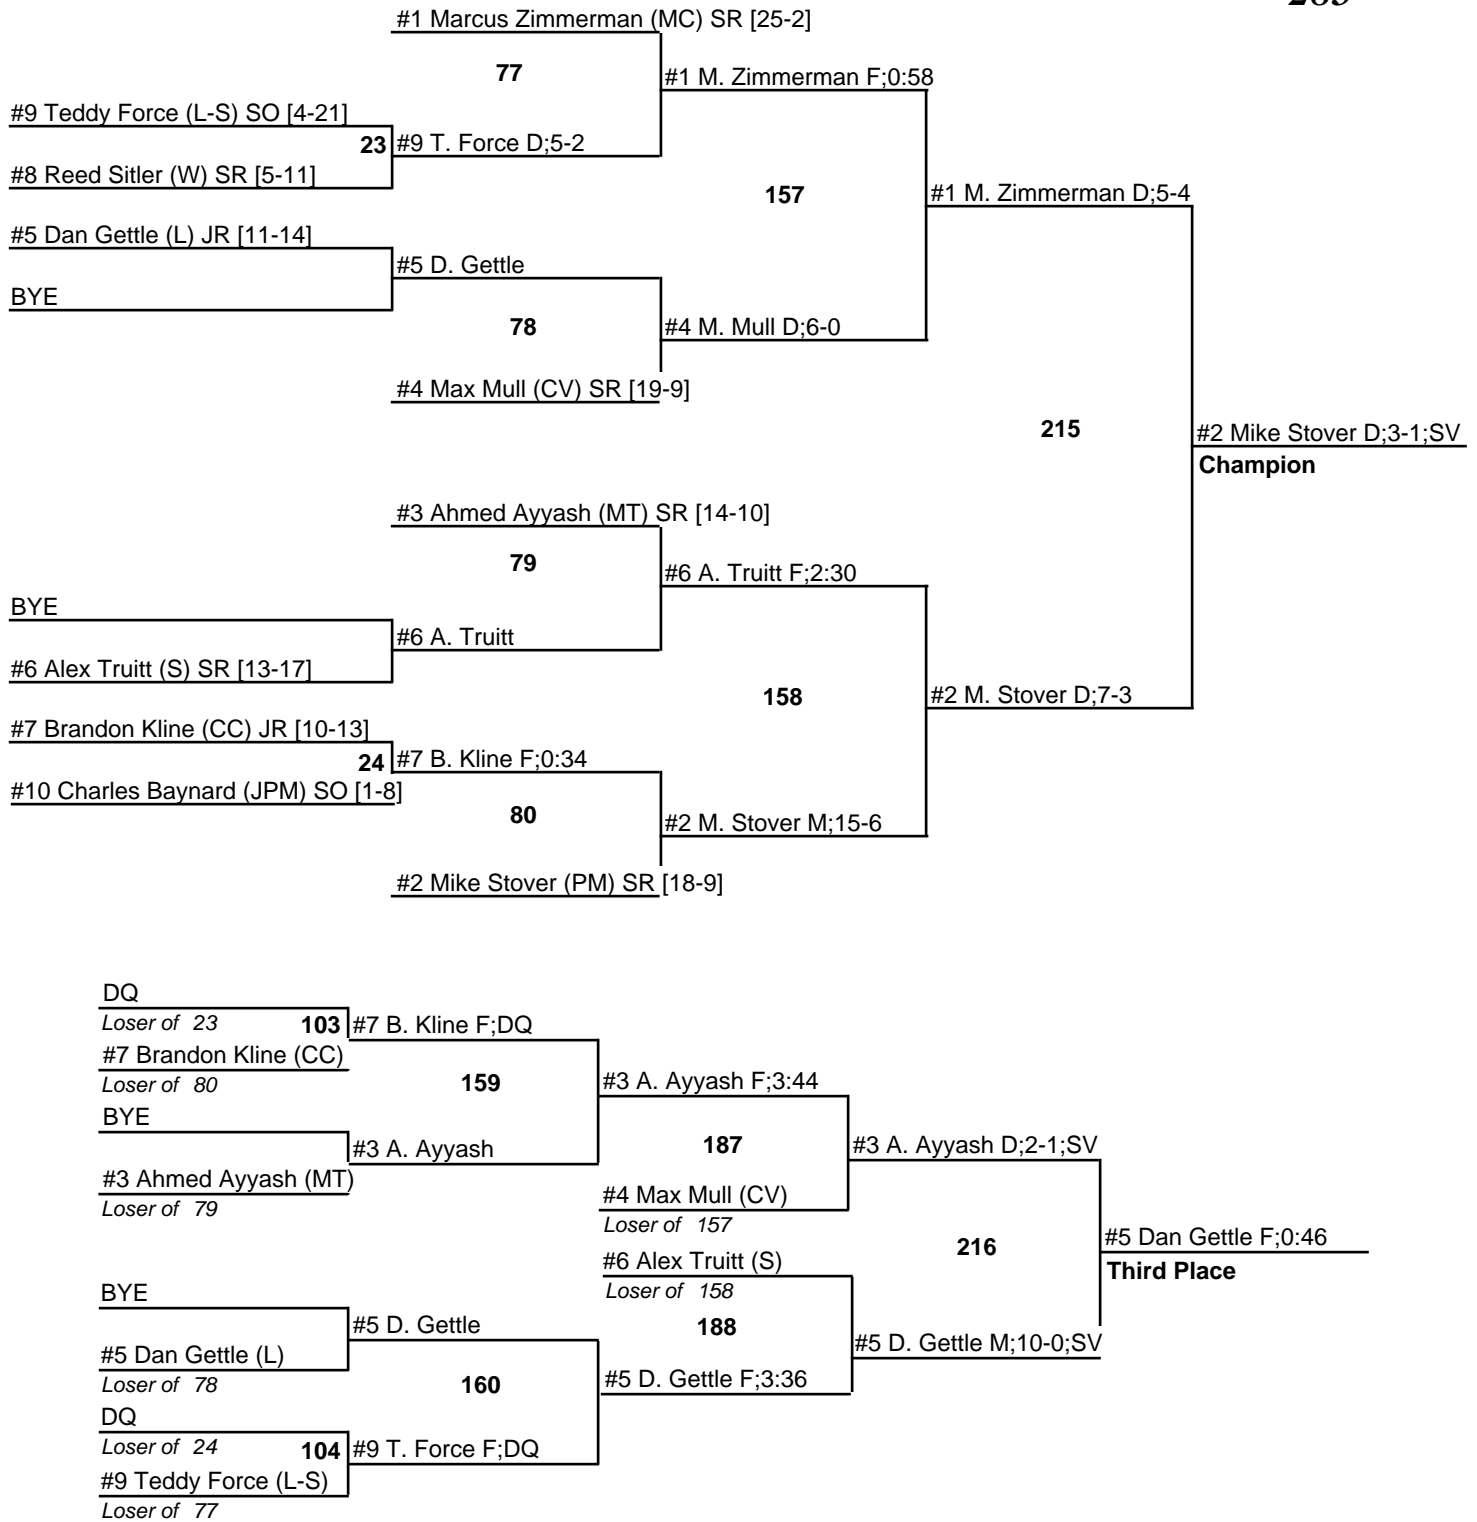 #1 Marcus Zimmerman (MC) SR [25-2]
77
#1 M. Zimmerman F;0:58
#9 Teddy Force (L-S) SO [4-21]
23
#9 T. Force D;5-2
#8 Reed Sitler (W) SR [5-11]
157
#1 M. Zimmerman D;5-4
#5 Dan Gettle (L) JR [11-14]
#5 D. Gettle
BYE
78
#4 M. Mull D;6-0
#4 Max Mull (CV) SR [19-9]
215
#2 Mike Stover D;3-1;SV
Champion
#3 Ahmed Ayyash (MT) SR [14-10]
79
#6 A. Truitt F;2:30
BYE
#6 A. Truitt
#6 Alex Truitt (S) SR [13-17]
158
#2 M. Stover D;7-3
#7 Brandon Kline (CC) JR [10-13]
24
#7 B. Kline F;0:34
#10 Charles Baynard (JPM) SO [1-8]
80
#2 M. Stover M;15-6
#2 Mike Stover (PM) SR [18-9]
DQ
Loser of 23
103
#7 B. Kline F;DQ
#7 Brandon Kline (CC)
Loser of 80
159
#3 A. Ayyash F;3:44
BYE
#3 A. Ayyash
187
#3 A. Ayyash D;2-1;SV
#3 Ahmed Ayyash (MT)
Loser of 79
#4 Max Mull (CV)
Loser of 157
216
#5 Dan Gettle F;0:46
Third Place
#6 Alex Truitt (S)
Loser of 158
BYE
#5 D. Gettle
188
#5 D. Gettle M;10-0;SV
#5 Dan Gettle (L)
Loser of 78
160
#5 D. Gettle F;3:36
DQ
Loser of 24
104
#9 T. Force F;DQ
#9 Teddy Force (L-S)
Loser of 77